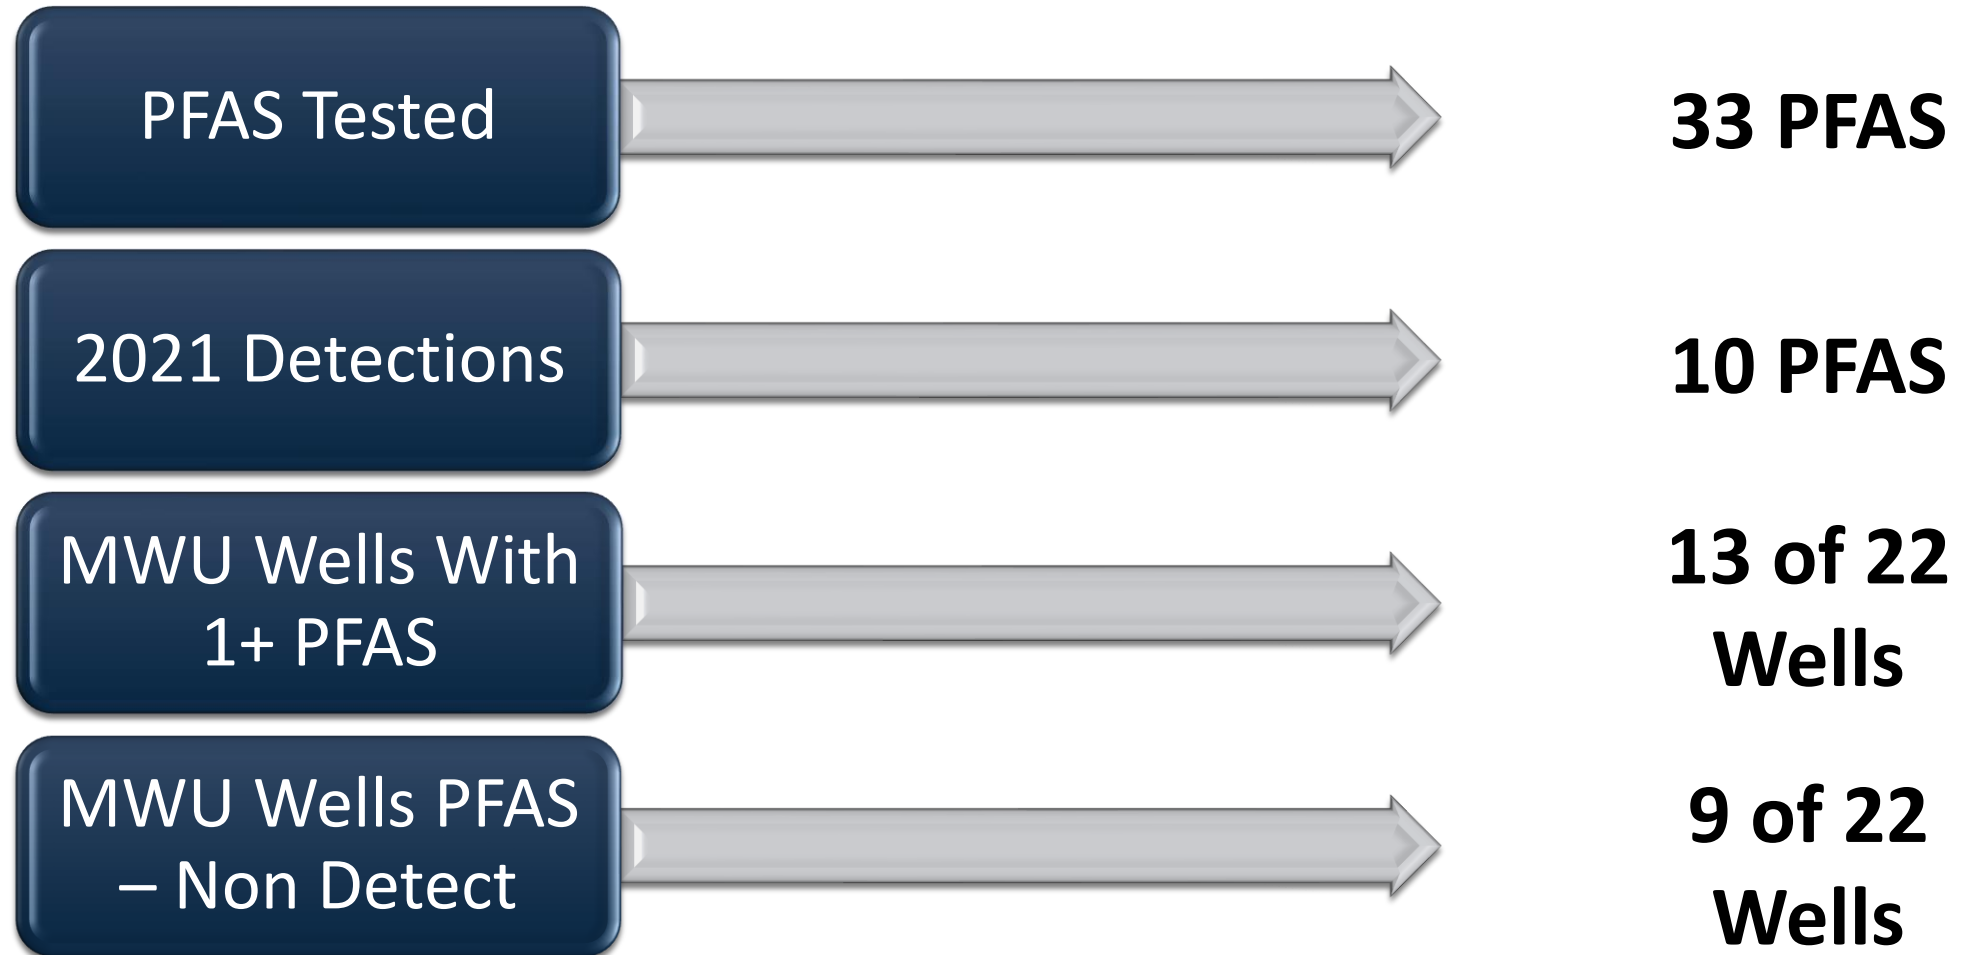 PFAS Tested
33 PFAS
2021 Detections
10 PFAS
MWU Wells With
1+ PFAS
13 of 22
Wells
MWU Wells PFAS
– Non Detect
9 of 22
Wells